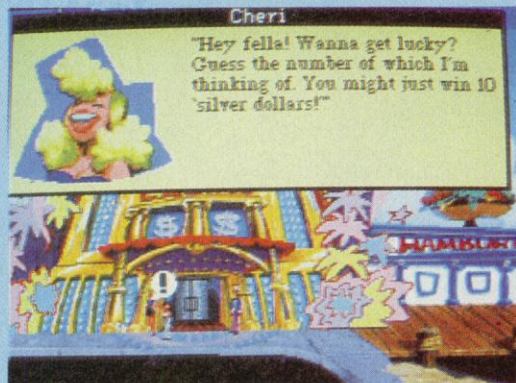 Cheri
"Hey fella! Wanna get lucky?
Guess the number of which I'm
thinking of. You might just win 10
'silver dollars!'"
$ $
!
HAMBUR